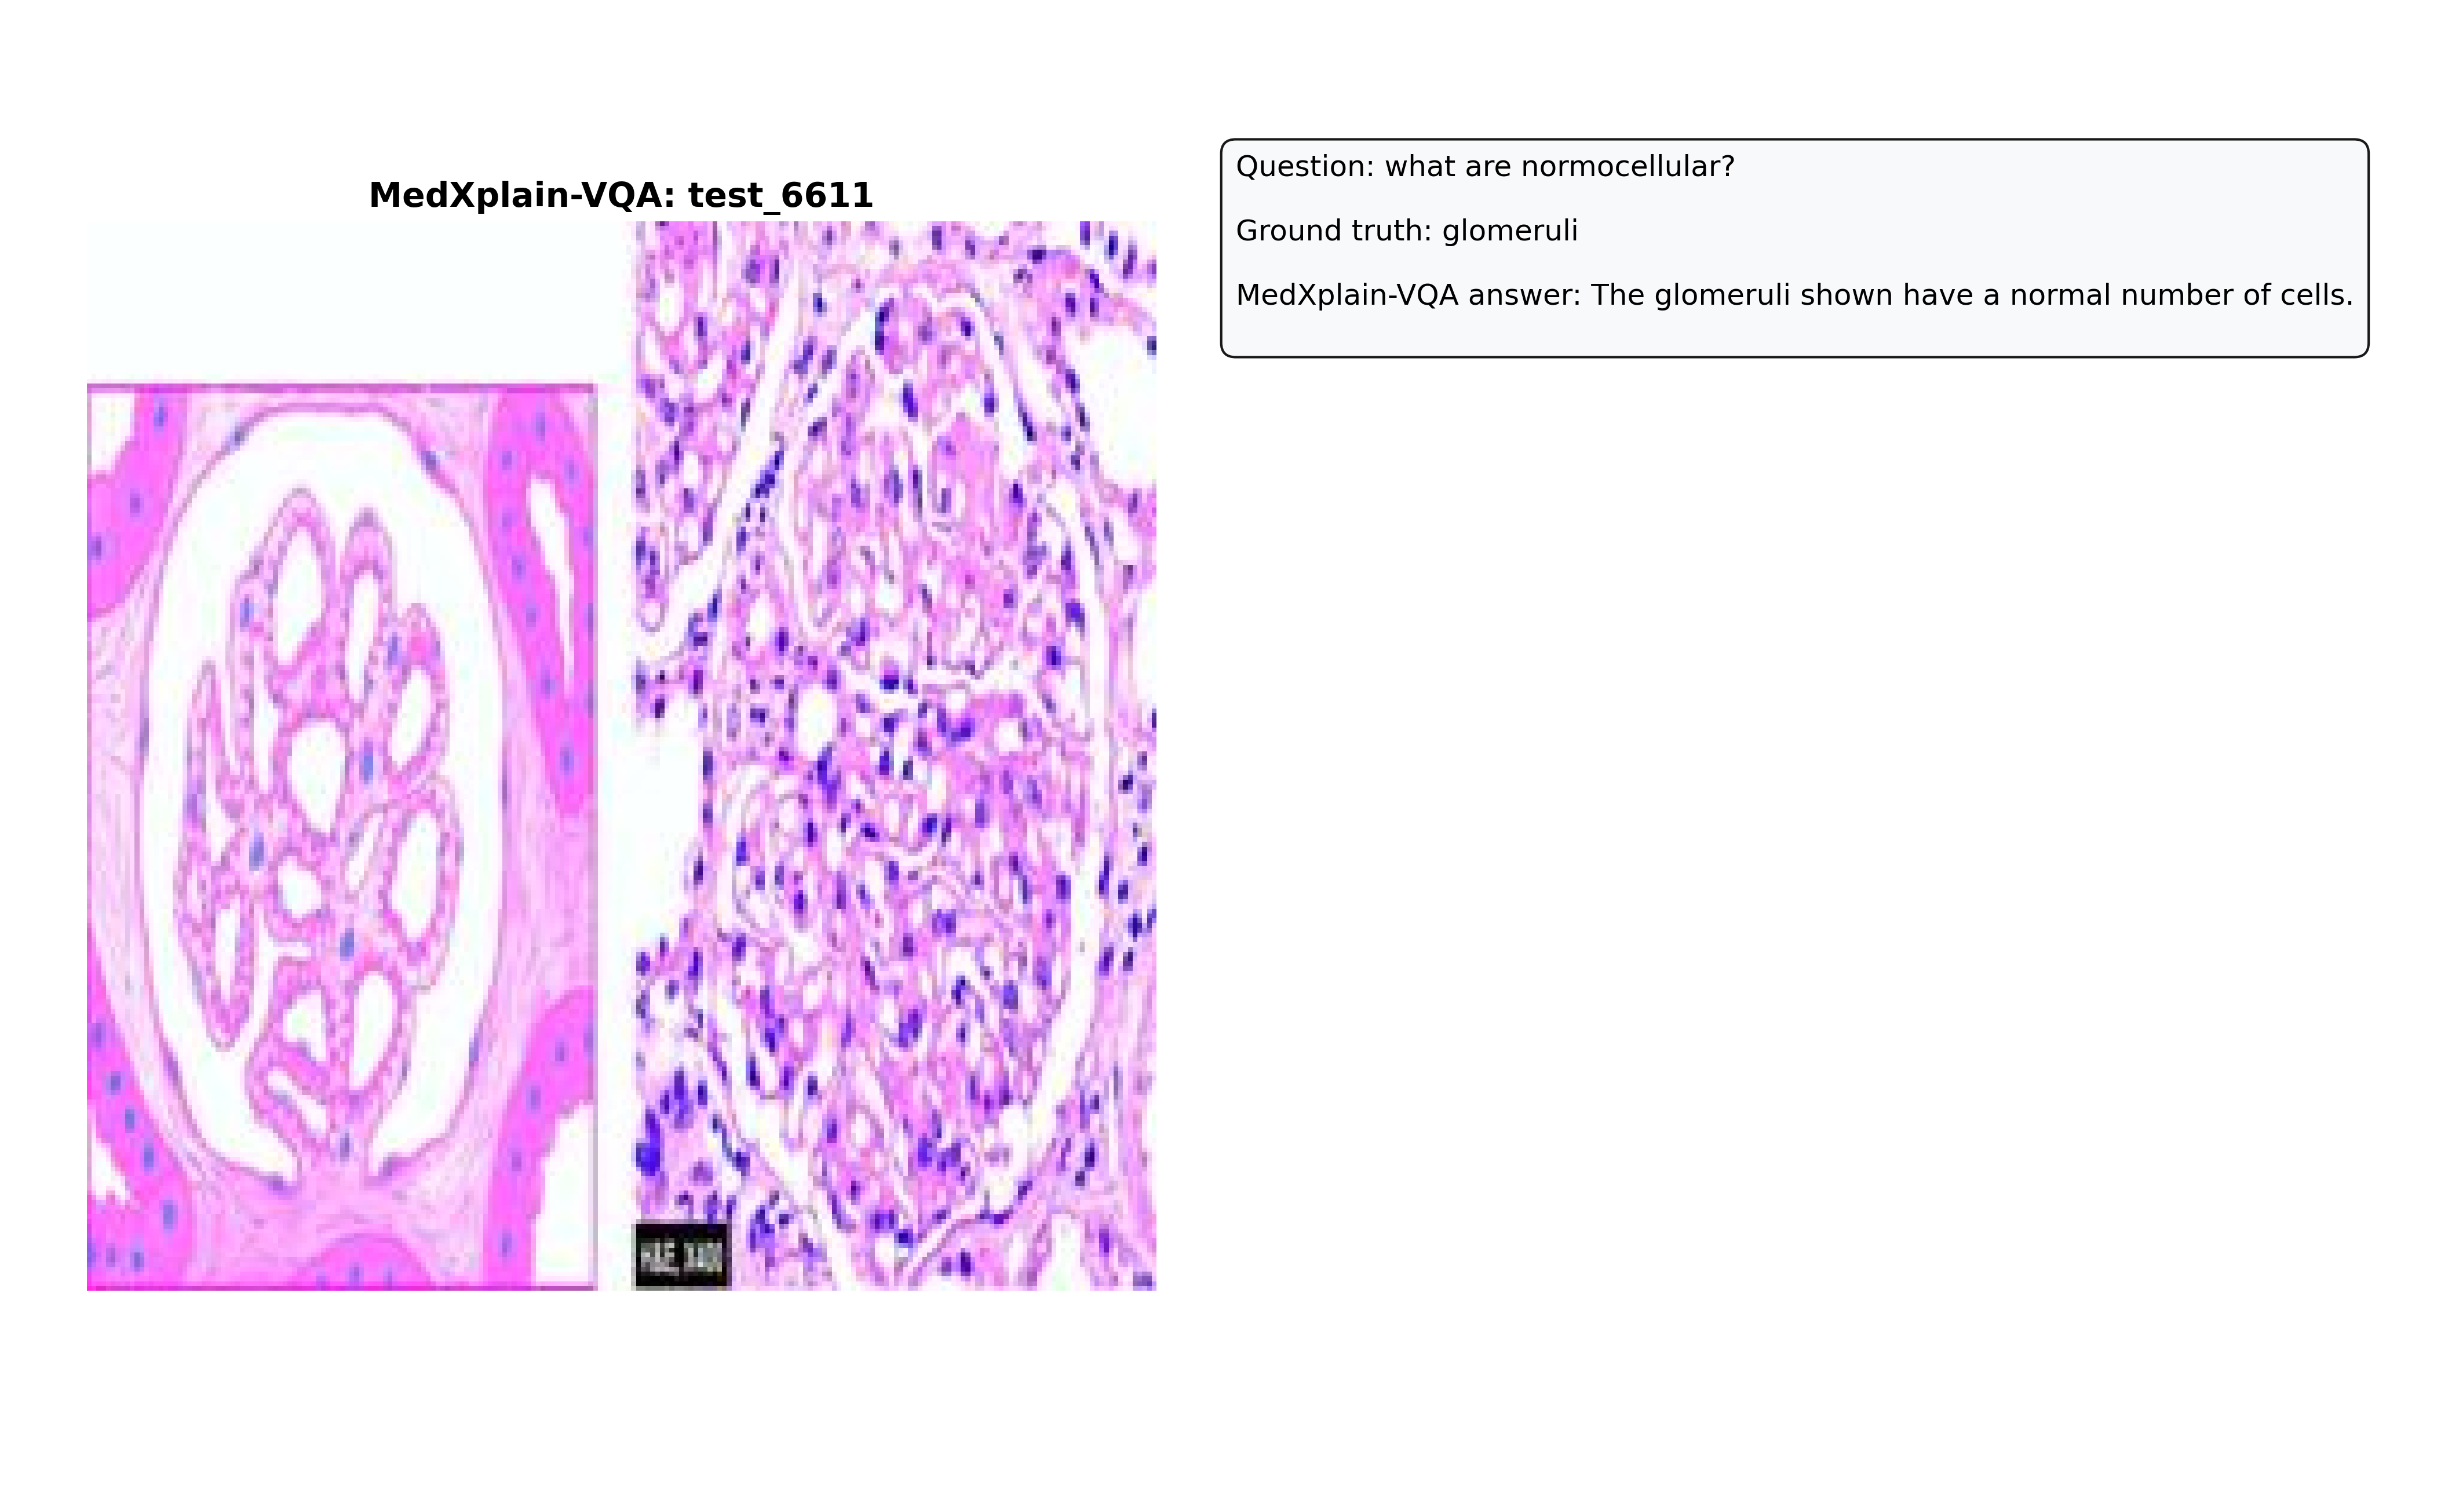 MedXplain-VQA: test_6611
Question: what are normocellular?
Ground truth: glomeruli
MedXplain-VQA answer: The glomeruli shown have a normal number of cells.
H&E, X400